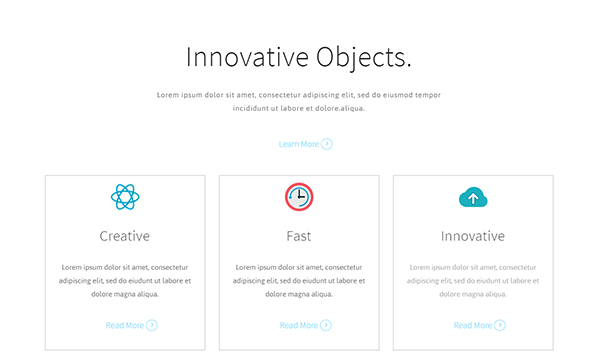 Innovative Objects.
Lorem ipsum dolor sit amet, consectetur adipiscing elit, sed do eiusmod tempor
incididunt ut labore et dolore.aliqua.
Learn More
Creative
Lorem ipsum dolor sit amet, consectetur
adipiscing elit, sed do eiudunt ut labore et
dolore magna aliqua.
Read More
Fast
Lorem ipsum dolor sit amet, consectetur
adipiscing elit, sed do eiudunt ut labore et
dolore magna aliqua.
Read More
Innovative
Lorem ipsum dolor sit amet, consectetur
adipiscing elit, sed do eiudunt ut labore et
dolore magna aliqua.
Read More